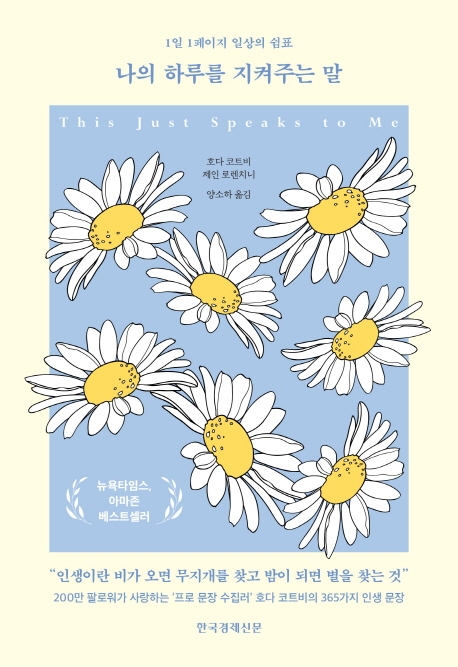 1일 1페이지 일상의 쉼표
나의 하루를 지켜주는 말
This Just Speaks to Me
호다 코트비
제인 로렌치니
양소하 옮김
뉴욕타임스,
아마존
베스트셀러
“인생이란 비가 오면 무지개를 찾고 밤이 되면 별을 찾는 것”
200만 팔로워가 사랑하는 ‘프로 문장 수집러’ 호다 코트비의 365가지 인생 문장
한국경제신문